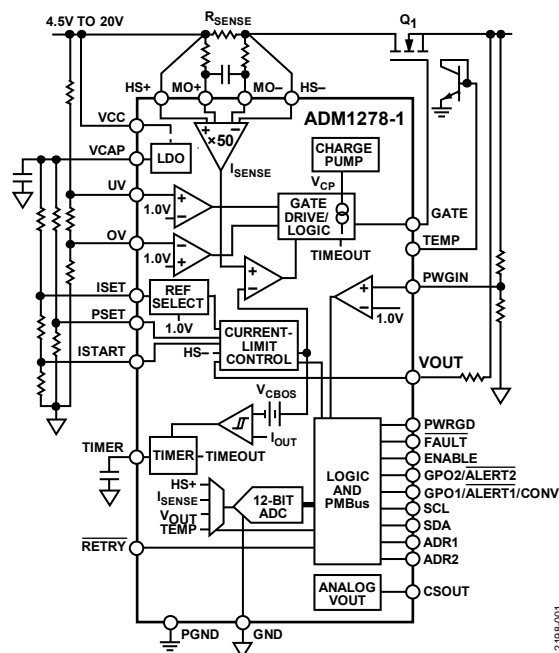 4.5V TO 20V
RSENSE
Q1
HS+ MO+ MO– HS–
ADM1278-1
VCC
VCAP
LDO
+ –
×50
ISENSE
CHARGE PUMP
VCP
UV
1.0V
+
–
GATE DRIVE/ LOGIC
GATE
TEMP
TIMEOUT
OV
1.0V
–
+
+
–
PWGIN
+
–
1.0V
ISET
REF SELECT
1.0V
PSET
CURRENT-LIMIT CONTROL
HS–
ISTART
VOUT
VCBOS
IOUT
TIMER
TIMER
TIMEOUT
HS+
ISENSE
VOUT
TEMP
12-BIT ADC
LOGIC AND PMBus
PWRGD
FAULT
ENABLE
GPO2/ALERT2
GPO1/ALERT1/CONV
SCL
SDA
ADR1
ADR2
RETRY
ANALOG VOUT
CSOUT
PGND
GND